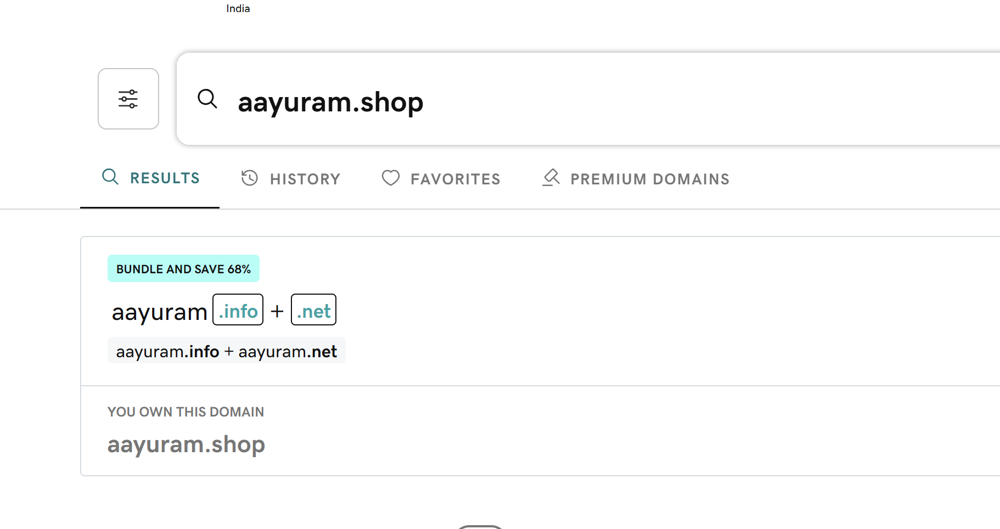 India
aayuram.shop
RESULTS HISTORY FAVORITES PREMIUM DOMAINS
BUNDLE AND SAVE 68%
aayuram .info + .net
aayuram.info + aayuram.net
YOU OWN THIS DOMAIN
aayuram.shop